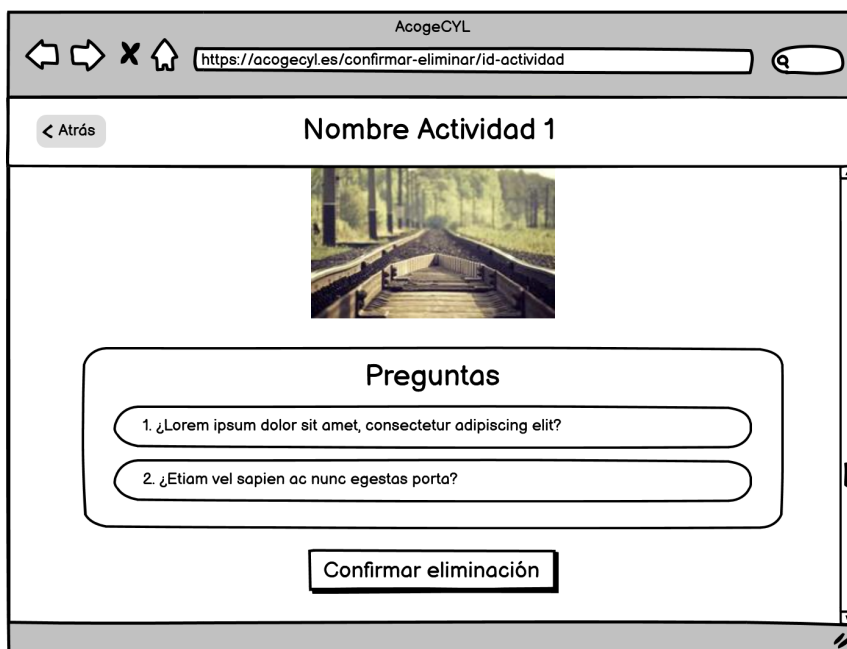 AcogeCYL
https://acogecyl.es/confirmar-eliminar/id-actividad
Atrás
Nombre Actividad 1
Preguntas
1. ¿Lorem ipsum dolor sit amet, consectetur adipiscing elit?
2. ¿Etiam vel sapien ac nunc egestas porta?
Confirmar eliminación